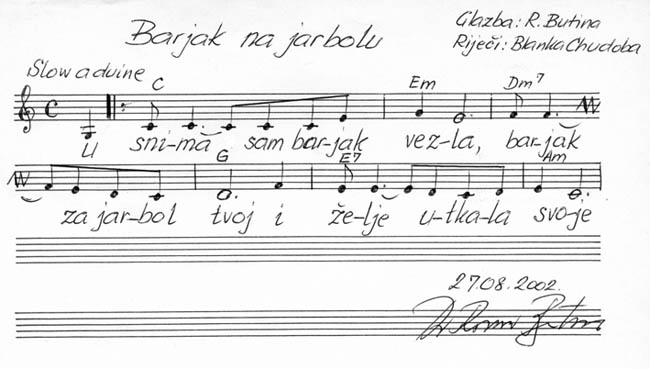 Barjak na jarbolu
Glazba: R. Butina
Riječi: Blanka Chudoba
Slow a duine
C Em Dm7
U sni-ma sam bar-jak vez-la, bar-jak
G E7 Am
za jar-bol tvoj i že-lje u-tka-la svo-je
27.08.2002.